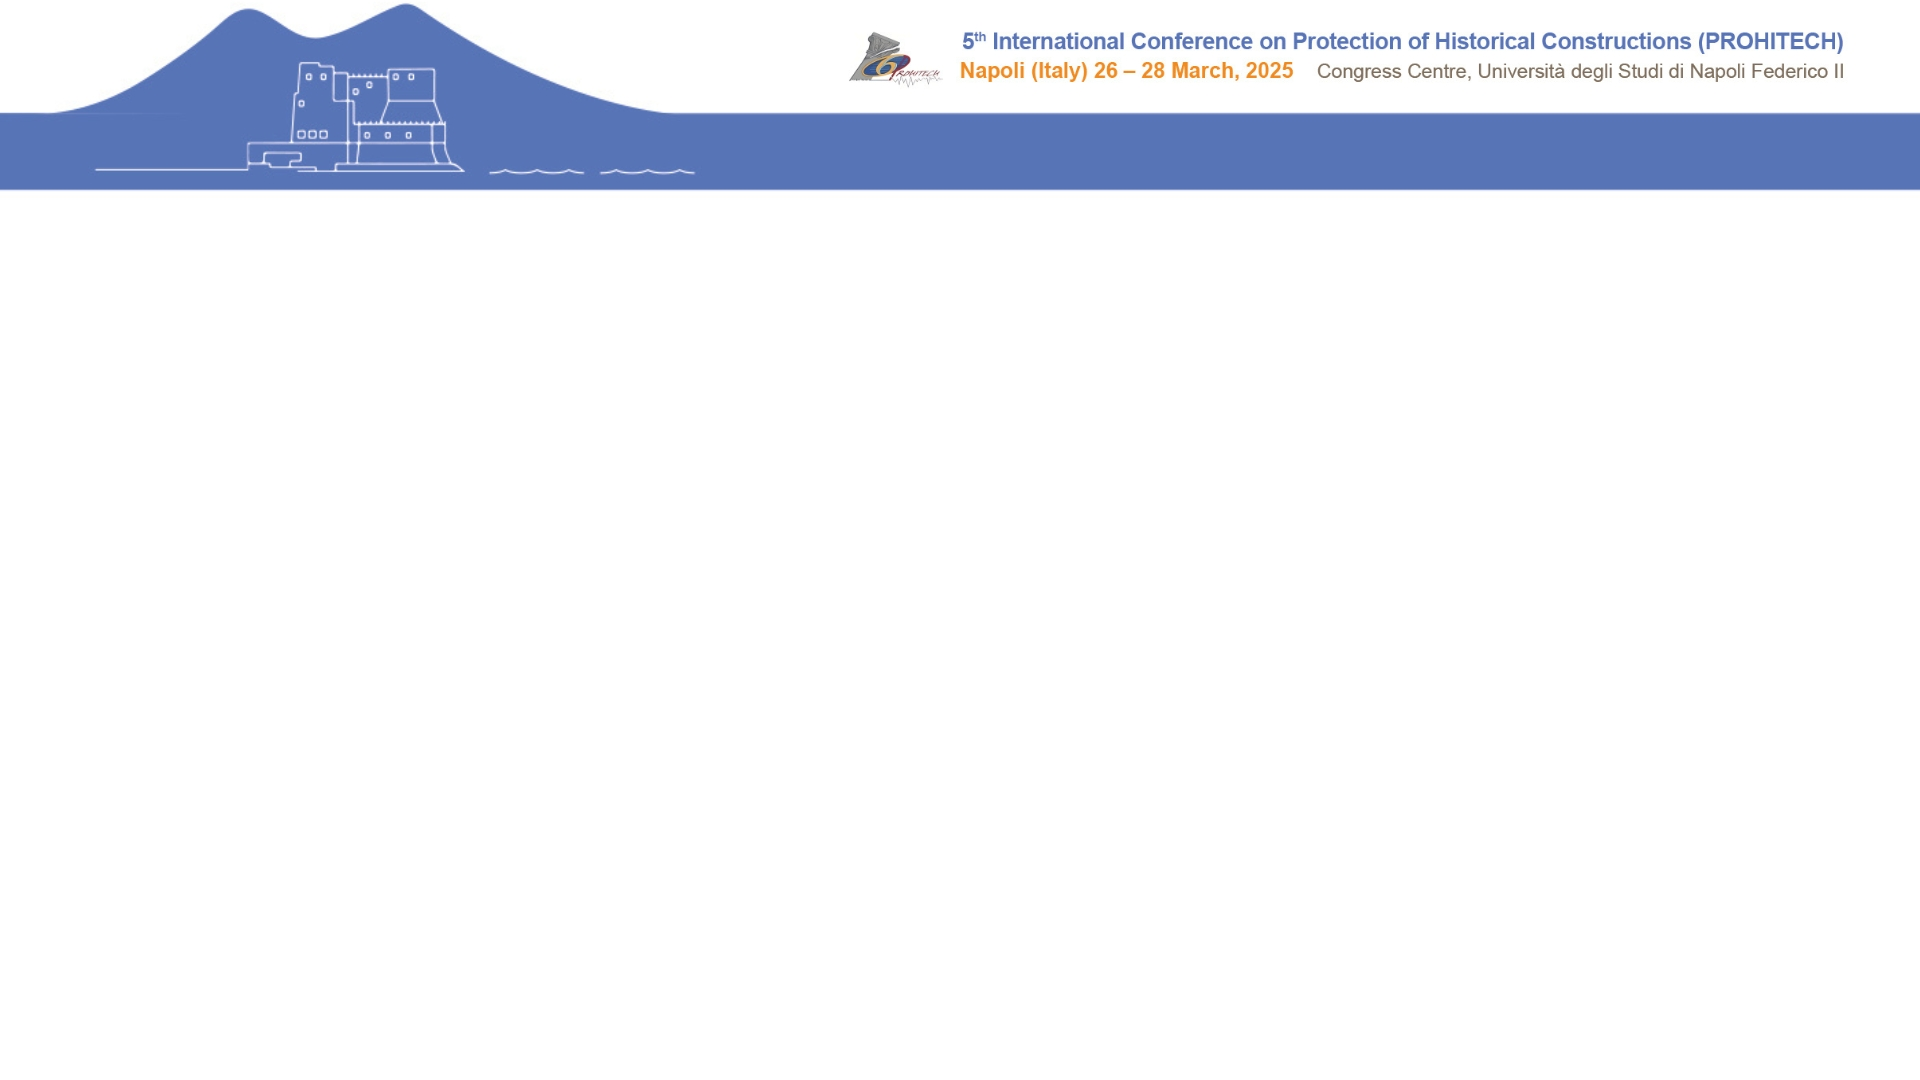 5th International Conference on Protection of Historical Constructions (PROHITECH)
Napoli (Italy) 26 – 28 March, 2025 Congress Centre, Università degli Studi di Napoli Federico II
PROHITECH